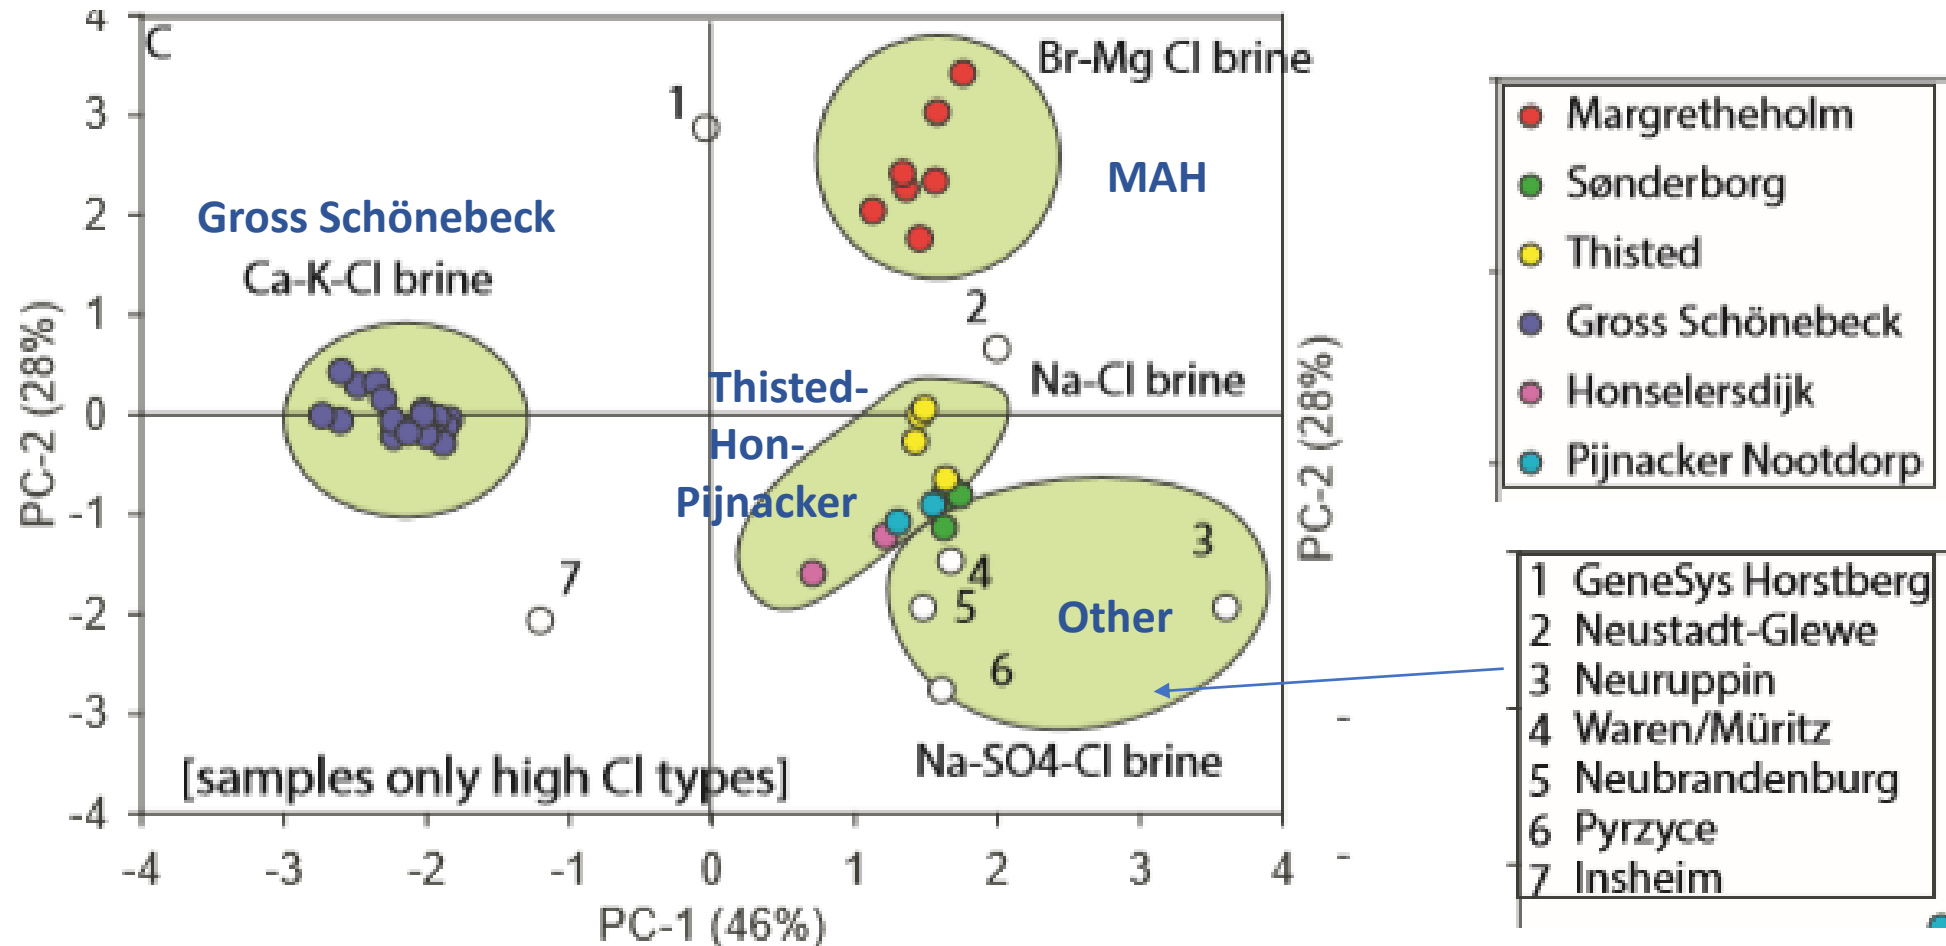 C
Br-Mg Cl brine
MAH
1
Gross Schönebeck
Ca-K-Cl brine
2
Na-Cl brine
Thisted-
Hon-
Pijnacker
3
4
5
Other
6
7
Na-SO4-Cl brine
[samples only high Cl types]
4
3
2
1
0
-1
-2
-3
-4
PC-2 (28%)
-4 -3 -2 -1 0 1 2 3 4
PC-1 (46%)
PC-2 (28%)
Margretheholm
Sønderborg
Thisted
Gross Schönebeck
Honselersdijk
Pijnacker Nootdorp
1 GeneSys Horstberg
2 Neustadt-Glewe
3 Neuruppin
4 Waren/Müritz
5 Neubrandenburg
6 Pyrzyce
7 Insheim